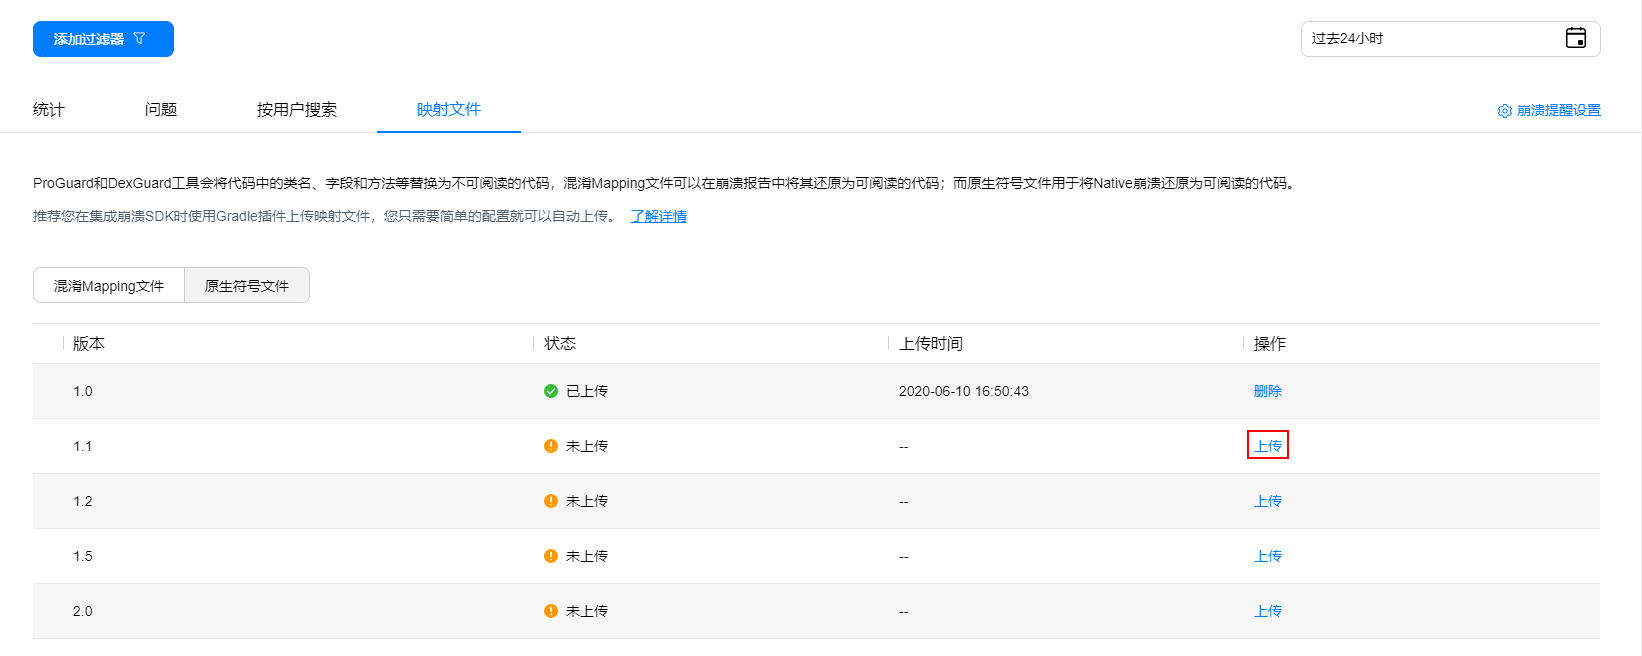 添加过滤器
过去24小时
统计 问题 按用户搜索 映射文件 崩溃提醒设置
ProGuard和DexGuard工具会将代码中的类名、字段和方法等替换为不可阅读的代码，混淆Mapping文件可以在崩溃报告中将其还原为可阅读的代码；而原生符号文件用于将Native崩溃还原为可阅读的代码。
推荐您在集成崩溃SDK时使用Gradle插件上传映射文件，您只需要简单的配置就可以自动上传。 了解详情
混淆Mapping文件 原生符号文件
版本 状态 上传时间 操作
1.0 已上传 2020-06-10 16:50:43 删除
1.1 未上传 -- 上传
1.2 未上传 -- 上传
1.5 未上传 -- 上传
2.0 未上传 -- 上传